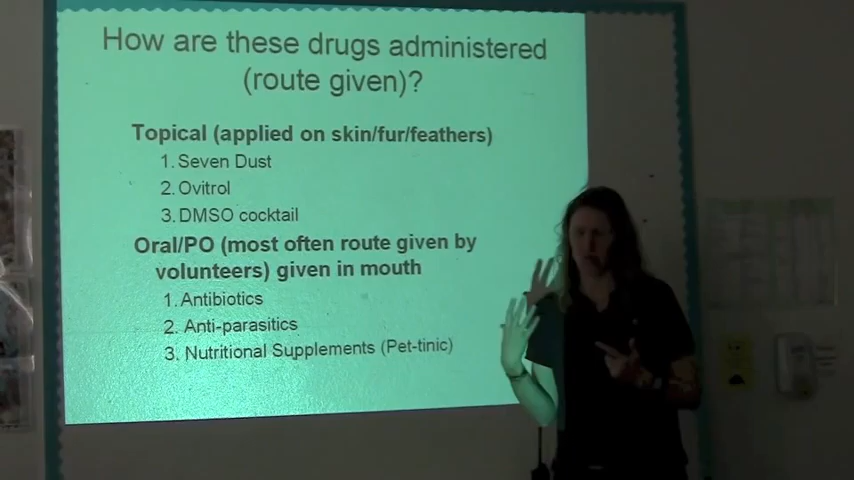 How are these drugs administered
(route given)?
Topical (applied on skin/fur/feathers)
1. Seven Dust
2. Ovitrol
3. DMSO cocktail
Oral/PO (most often route given by
volunteers) given in mouth
1. Antibiotics
2. Anti-parasitics
3. Nutritional Supplements (Pet-tinic)